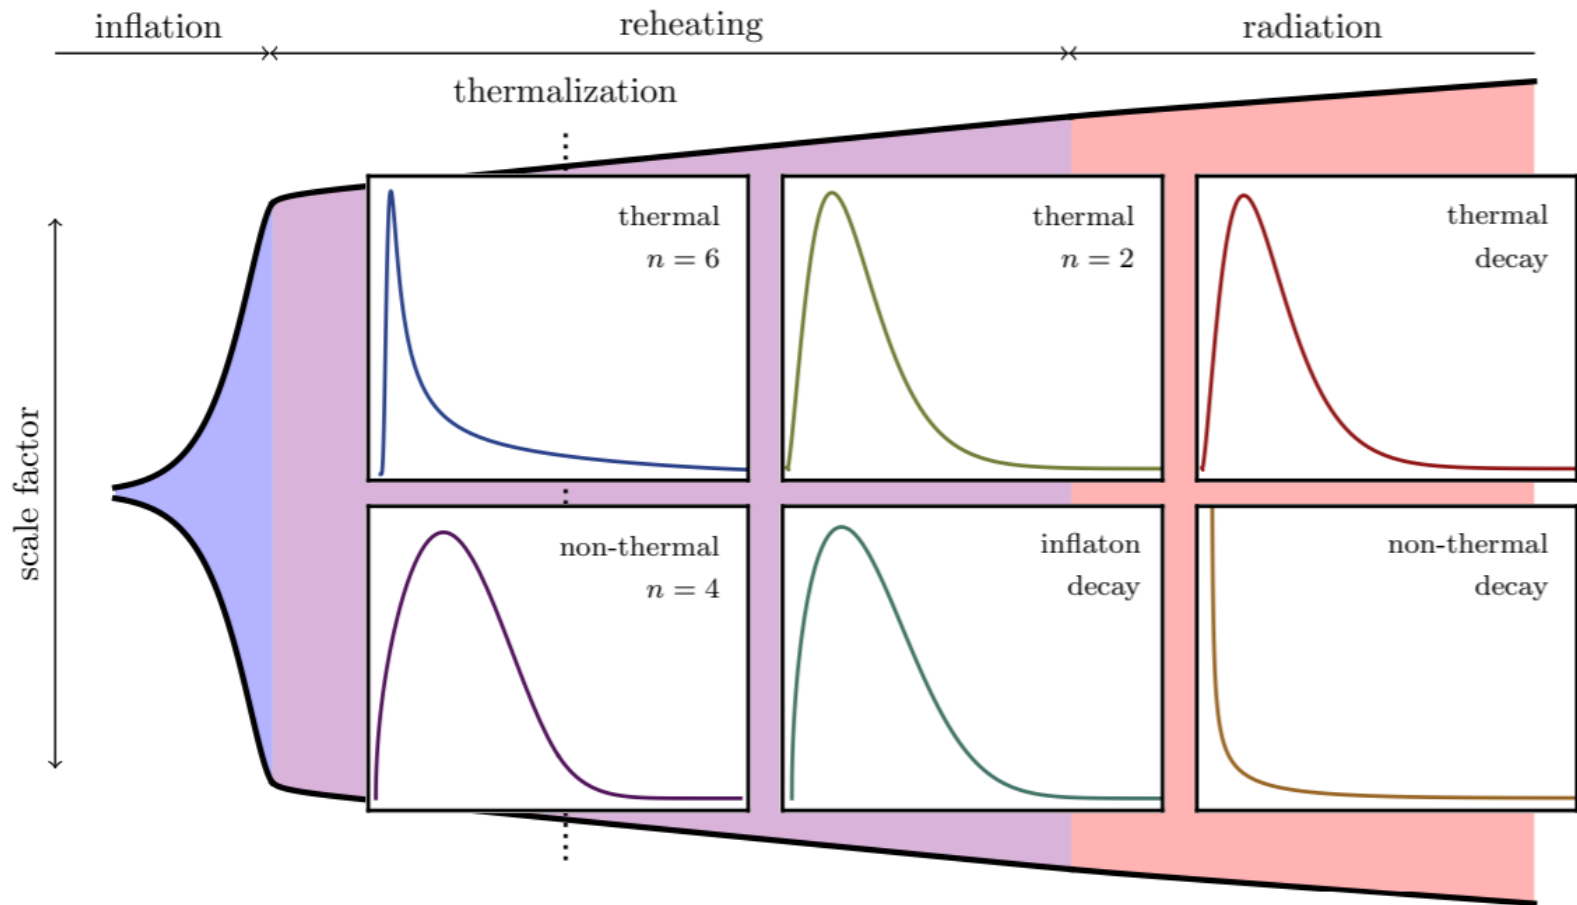 inflation
reheating
radiation
thermalization
scale factor
thermal
n = 6
thermal
n = 2
thermal
decay
non-thermal
n = 4
inflaton
decay
non-thermal
decay